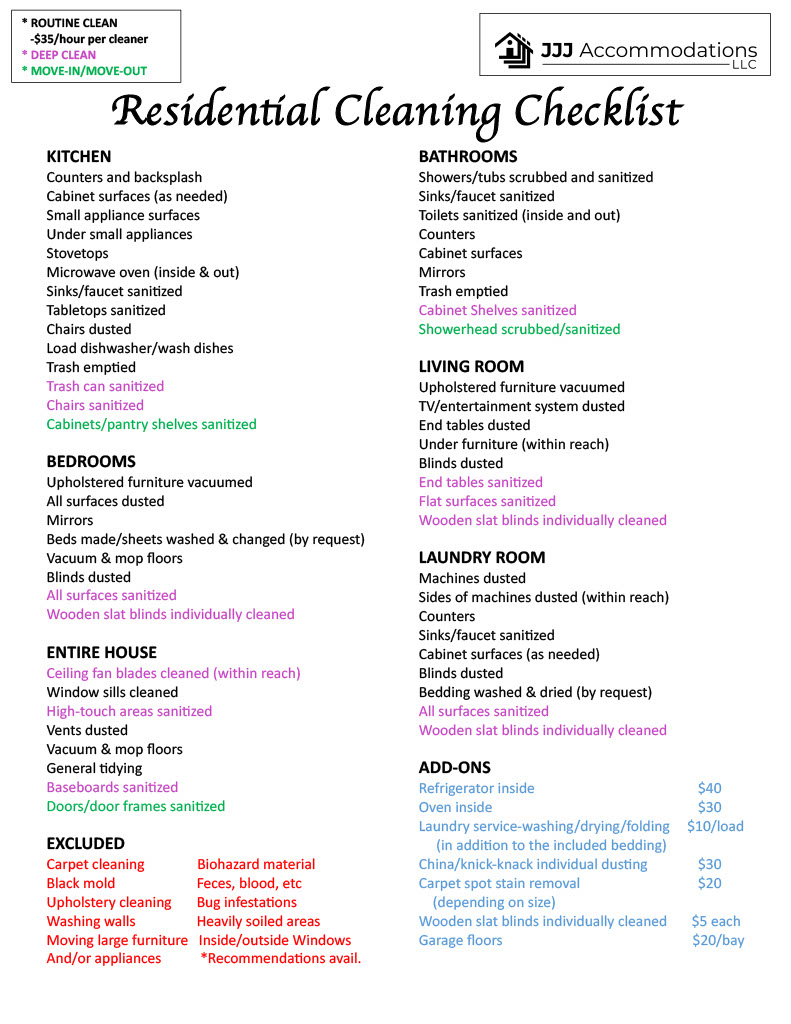 * ROUTINE CLEAN
-$35/hour per cleaner
* DEEP CLEAN
* MOVE-IN/MOVE-OUT
JJJ Accommodations
LLC
Residential Cleaning Checklist
KITCHEN
Counters and backsplash
Cabinet surfaces (as needed)
Small appliance surfaces
Under small appliances
Stovetops
Microwave oven (inside & out)
Sinks/faucet sanitized
Tabletops sanitized
Chairs dusted
Load dishwasher/wash dishes
Trash emptied
Trash can sanitized
Chairs sanitized
Cabinets/pantry shelves sanitized
BEDROOMS
Upholstered furniture vacuumed
All surfaces dusted
Mirrors
Beds made/sheets washed & changed (by request)
Vacuum & mop floors
Blinds dusted
All surfaces sanitized
Wooden slat blinds individually cleaned
ENTIRE HOUSE
Ceiling fan blades cleaned (within reach)
Window sills cleaned
High-touch areas sanitized
Vents dusted
Vacuum & mop floors
General tidying
Baseboards sanitized
Doors/door frames sanitized
EXCLUDED
Carpet cleaning Biohazard material
Black mold Feces, blood, etc
Upholstery cleaning Bug infestations
Washing walls Heavily soiled areas
Moving large furniture Inside/outside Windows
And/or appliances *Recommendations avail.
BATHROOMS
Showers/tubs scrubbed and sanitized
Sinks/faucet sanitized
Toilets sanitized (inside and out)
Counters
Cabinet surfaces
Mirrors
Trash emptied
Cabinet Shelves sanitized
Showerhead scrubbed/sanitized
LIVING ROOM
Upholstered furniture vacuumed
TV/entertainment system dusted
End tables dusted
Under furniture (within reach)
Blinds dusted
End tables sanitized
Flat surfaces sanitized
Wooden slat blinds individually cleaned
LAUNDRY ROOM
Machines dusted
Sides of machines dusted (within reach)
Counters
Sinks/faucet sanitized
Cabinet surfaces (as needed)
Blinds dusted
Bedding washed & dried (by request)
All surfaces sanitized
Wooden slat blinds individually cleaned
ADD-ONS
Refrigerator inside $40
Oven inside $30
Laundry service-washing/drying/folding $10/load
(in addition to the included bedding)
China/knick-knack individual dusting $30
Carpet spot stain removal $20
(depending on size)
Wooden slat blinds individually cleaned $5 each
Garage floors $20/bay